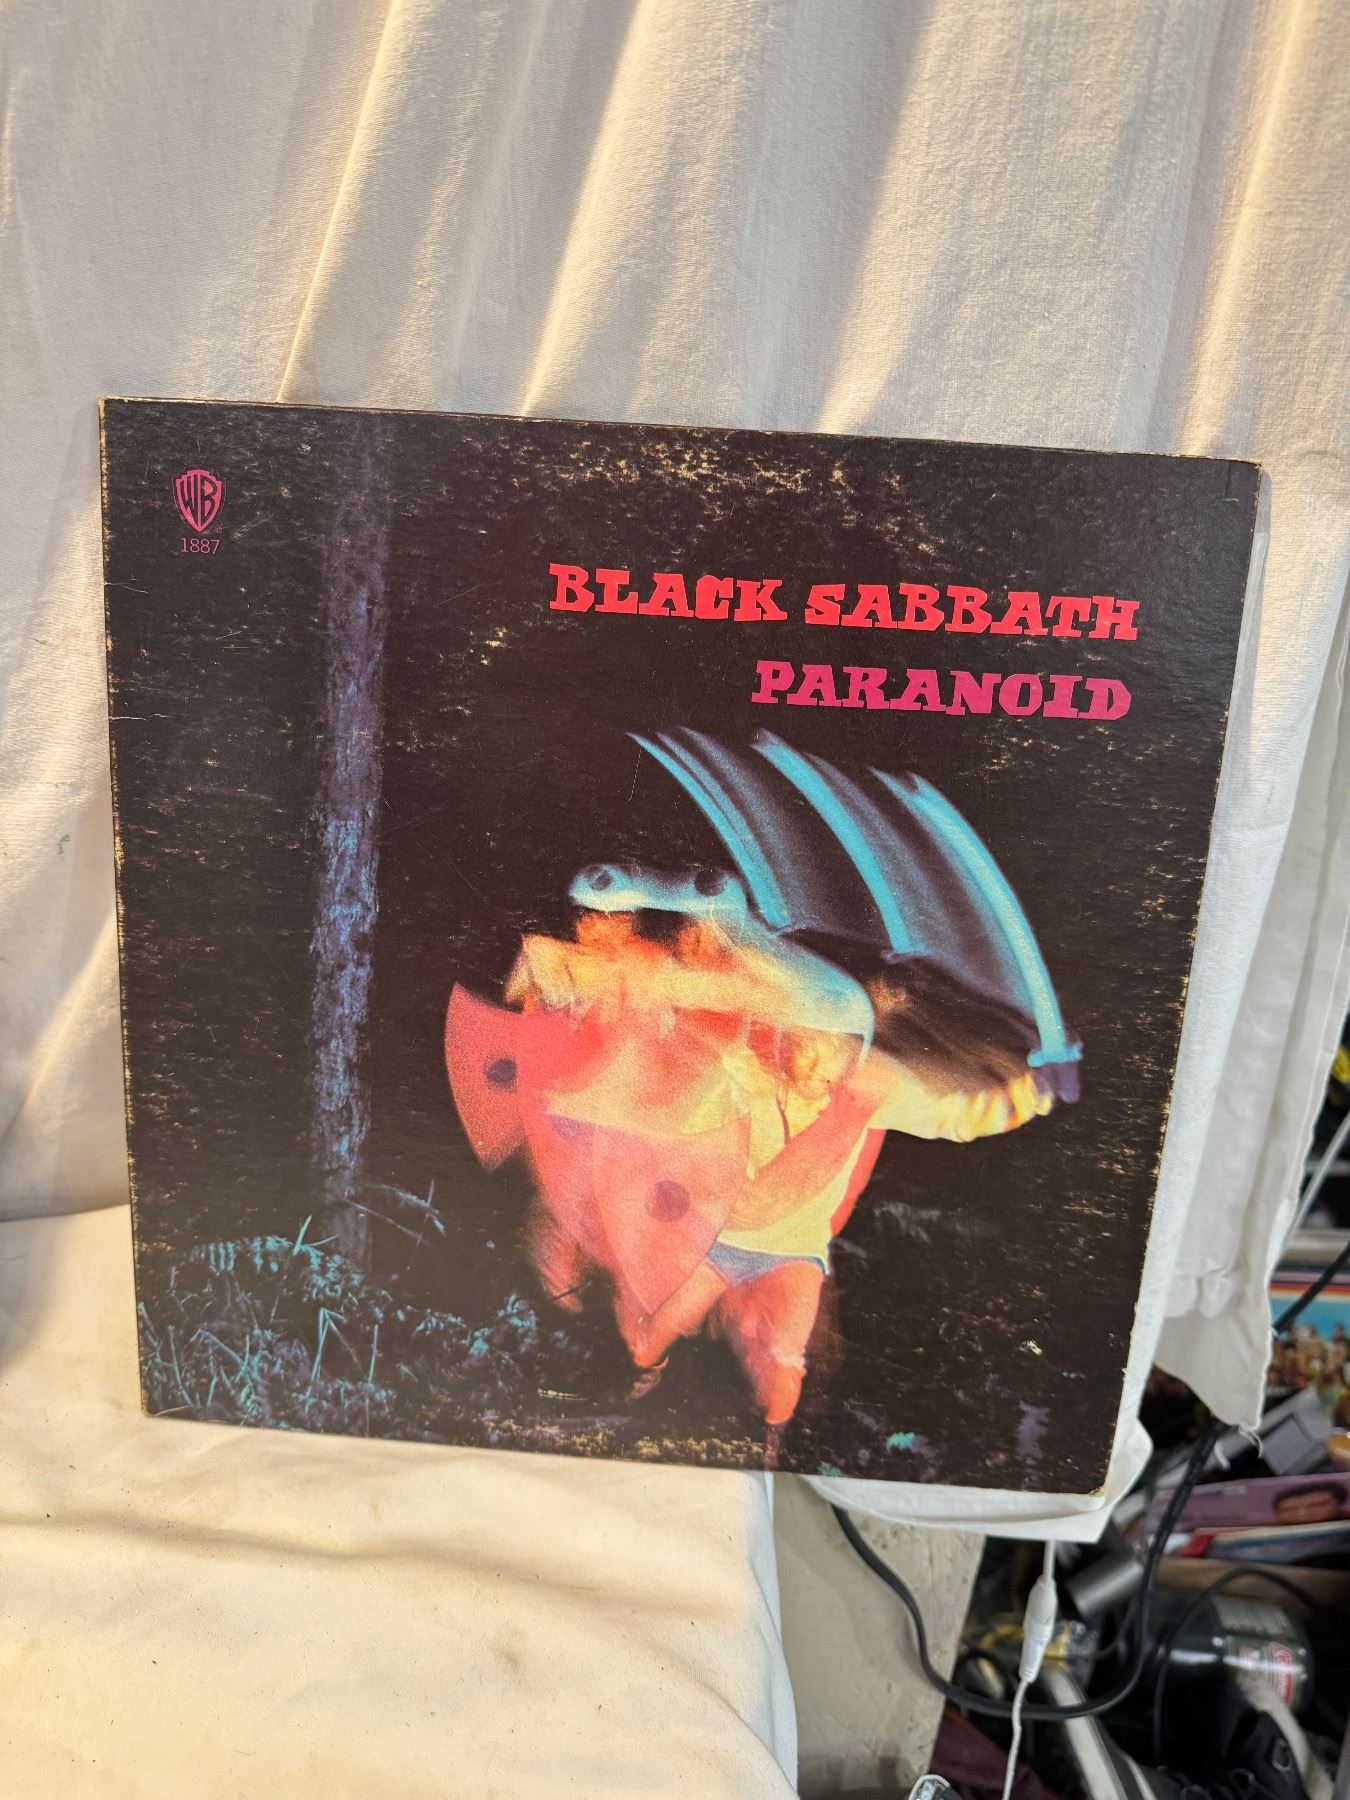 WB
1887
BLACK SABBATH
PARANOID